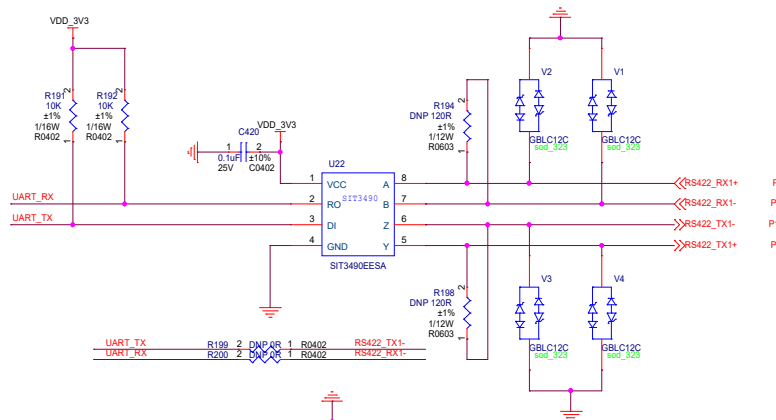 VDD_3V3
R191
10K
±1%
1/16W
R0402
2
1
R192
10K
±1%
1/16W
R0402
2
1
C420
VDD_3V3
1
2
0.1uF
±10%
25V
C0402
U22
1
VCC
A
8
SIT3490
2
RO
B
7
3
DI
Z
6
4
GND
Y
5
SIT3490EESA
UART_RX
UART_TX
R194
DNP 120R
±1%
1/12W
R0603
2
1
V2
GBLC12C
sod_323
V1
GBLC12C
sod_323
RS422_RX1+
RS422_RX1-
RS422_TX1-
RS422_TX1+
P
P
P1
P
R198
DNP 120R
±1%
1/12W
R0603
2
1
V3
GBLC12C
sod_323
V4
GBLC12C
sod_323
UART_TX
R199
2
DNP 0R
1
R0402
RS422_TX1-
UART_RX
R200
2
DNP 0R
1
R0402
RS422_RX1-